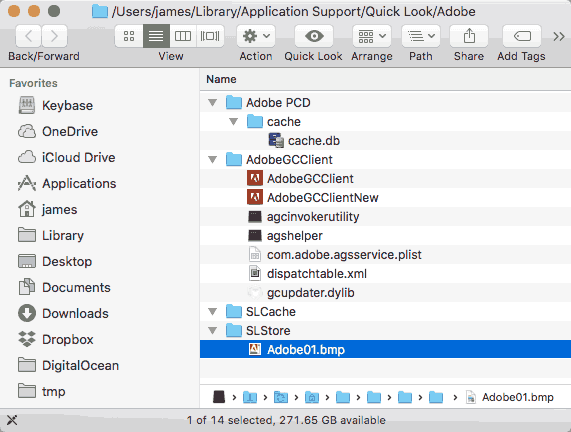 /Users/james/Library/Application Support/Quick Look/Adobe
Back/Forward View Action Quick Look Arrange Path Share Add Tags
Favorites
Keybase
OneDrive
iCloud Drive
Applications
james
Library
Desktop
Documents
Downloads
Dropbox
DigitalOcean
tmp
Name
Adobe PCD
cache
cache.db
AdobeGCClient
AdobeGCClient
AdobeGCClientNew
agcinvokerutility
agshelper
com.adobe.agsservice.plist
dispatchtable.xml
gcupdater.dylib
SLCache
SLStore
Adobe01.bmp
Adobe01.bmp
1 of 14 selected, 271.65 GB available